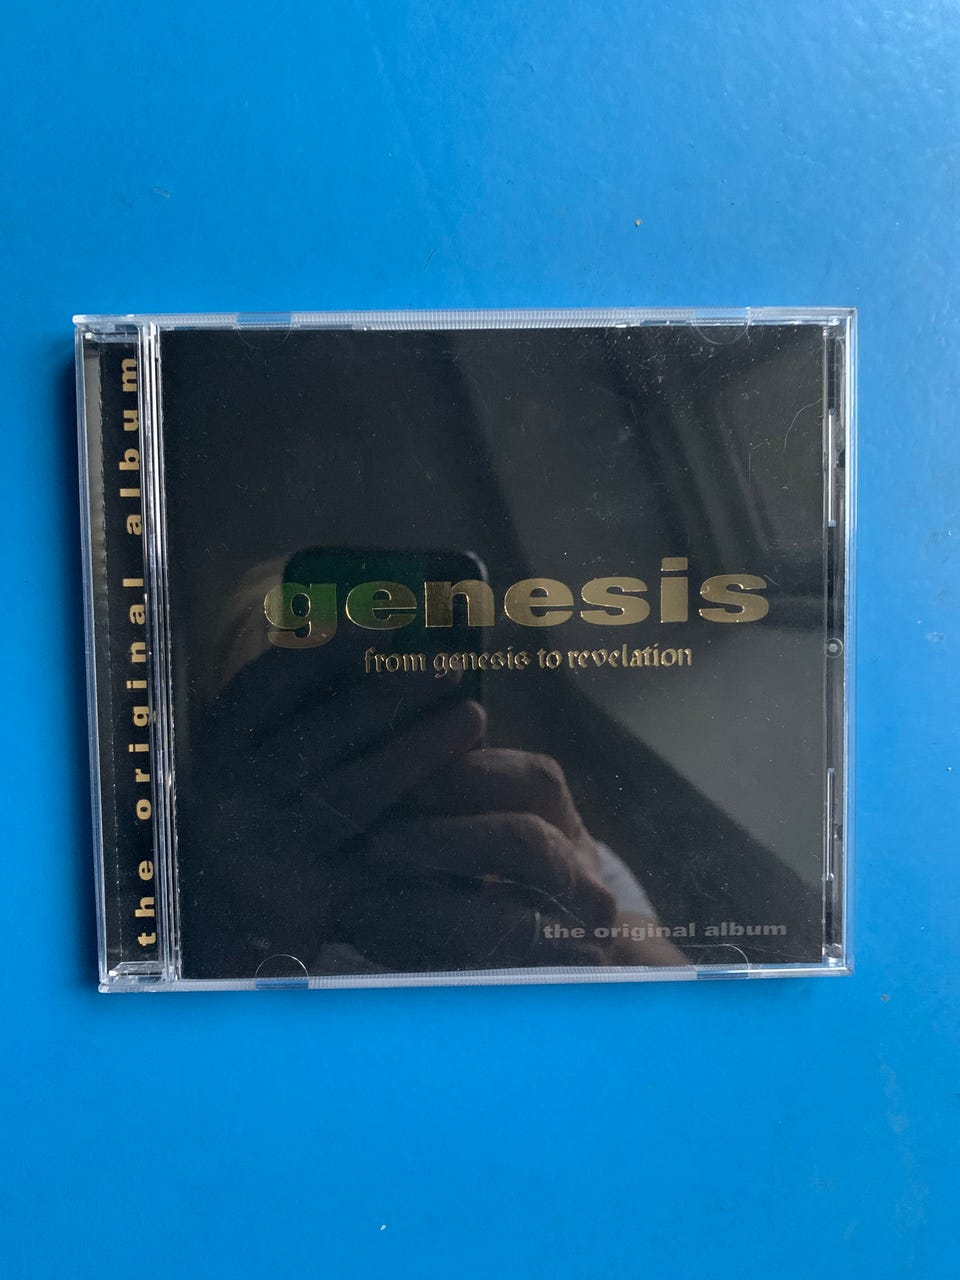 the original album
genesis
from genesis to revelation
the original album